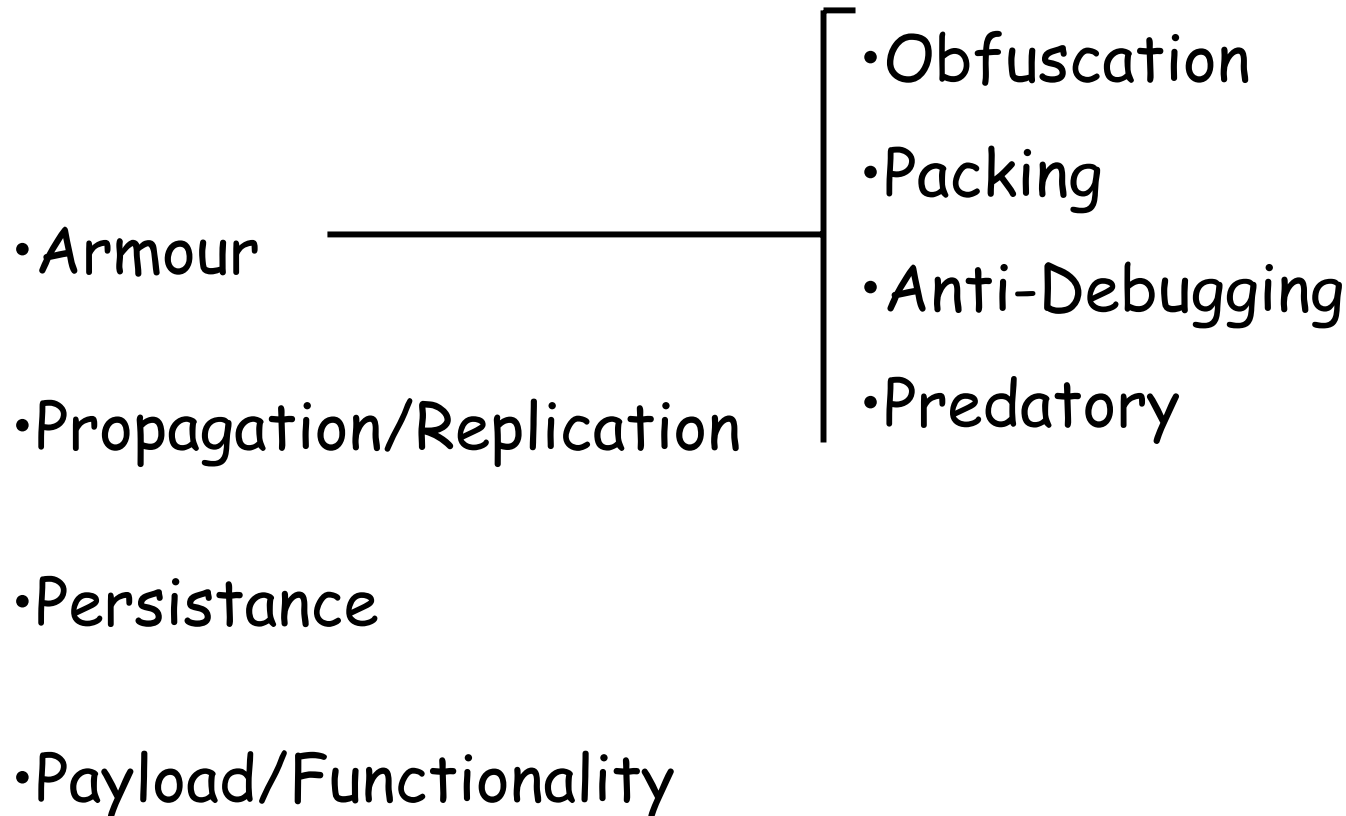 •Armour
•Propagation/Replication
•Persistance
•Payload/Functionality
•Obfuscation
•Packing
•Anti-Debugging
•Predatory